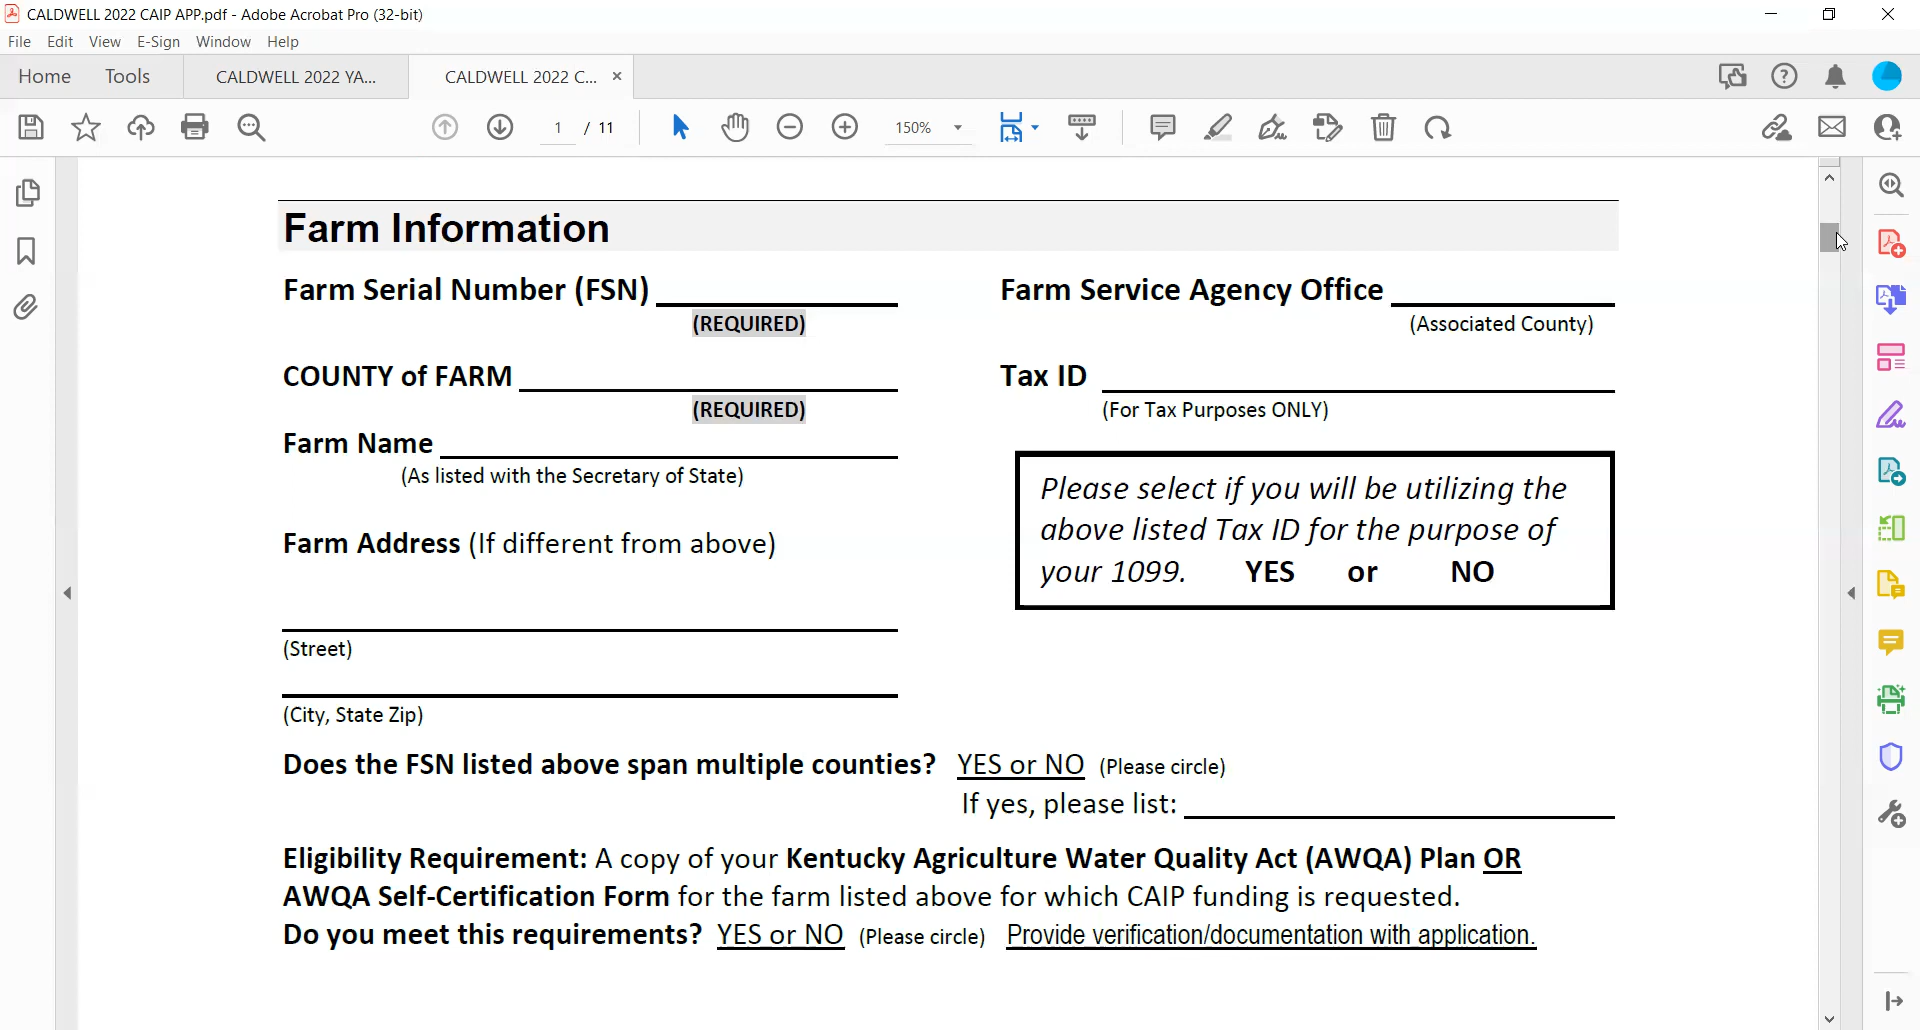 CALDWELL 2022 CAIP APP.pdf - Adobe Acrobat Pro (32-bit)
File Edit View E-Sign Window Help
Home Tools CALDWELL 2022 YA... CALDWELL 2022 C... ×
1 / 11 150%
Farm Information
Farm Serial Number (FSN) Farm Service Agency Office
(REQUIRED) (Associated County)
COUNTY of FARM Tax ID
(REQUIRED) (For Tax Purposes ONLY)
Farm Name
(As listed with the Secretary of State)
Please select if you will be utilizing the
above listed Tax ID for the purpose of
your 1099. YES or NO
Farm Address (If different from above)
(Street)
(City, State Zip)
Does the FSN listed above span multiple counties? YES or NO (Please circle)
If yes, please list:
Eligibility Requirement: A copy of your Kentucky Agriculture Water Quality Act (AWQA) Plan OR
AWQA Self-Certification Form for the farm listed above for which CAIP funding is requested.
Do you meet this requirements? YES or NO (Please circle) Provide verification/documentation with application.